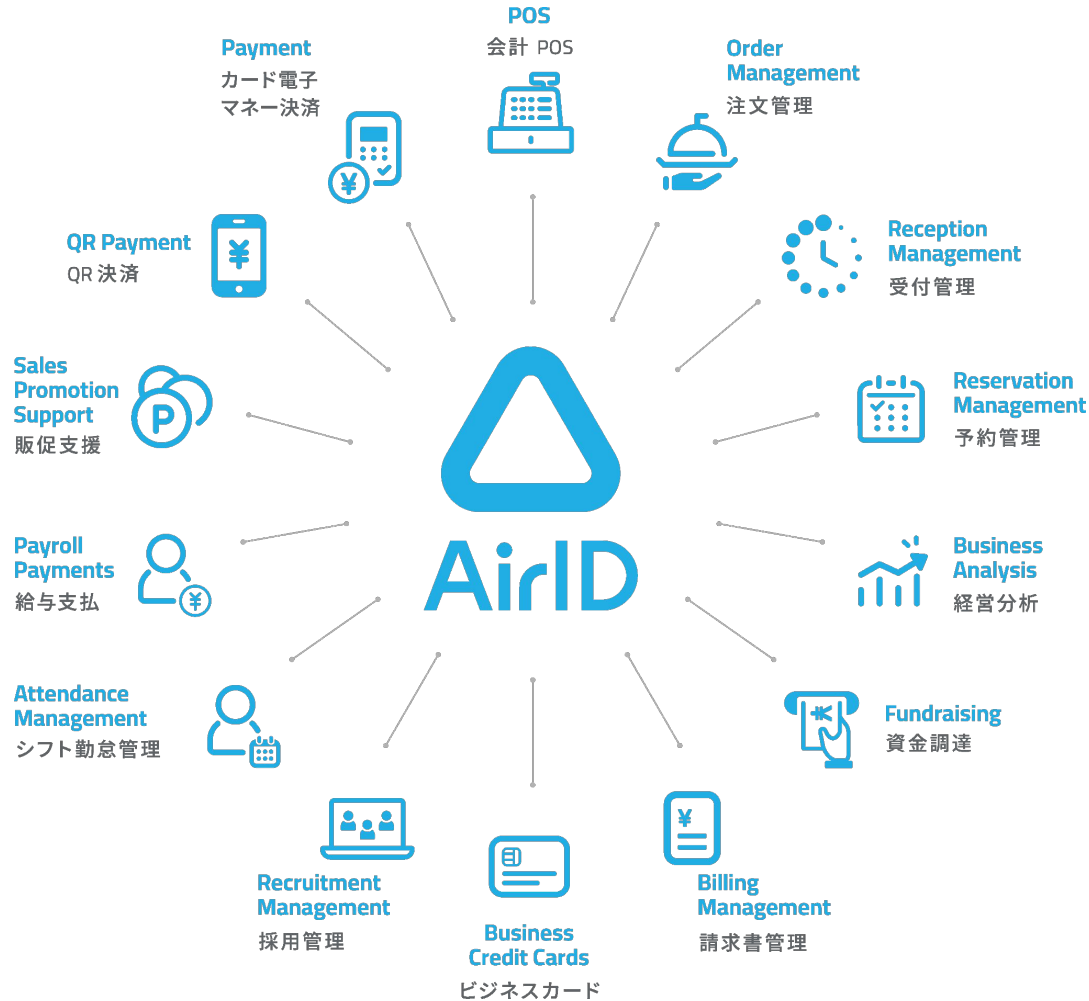 POS
会計 POS
Payment
カード電子
マネー決済
Order
Management
注文管理
QR Payment
QR 決済
Reception
Management
受付管理
Sales
Promotion
Support
販促支援
P
Reservation
Management
予約管理
AirID
Payroll
Payments
給与支払
Business
Analysis
経営分析
Attendance
Management
シフト勤怠管理
Fundraising
資金調達
Recruitment
Management
採用管理
Business
Credit Cards
ビジネスカード
Billing
Management
請求書管理
¥
¥
¥
¥
¥